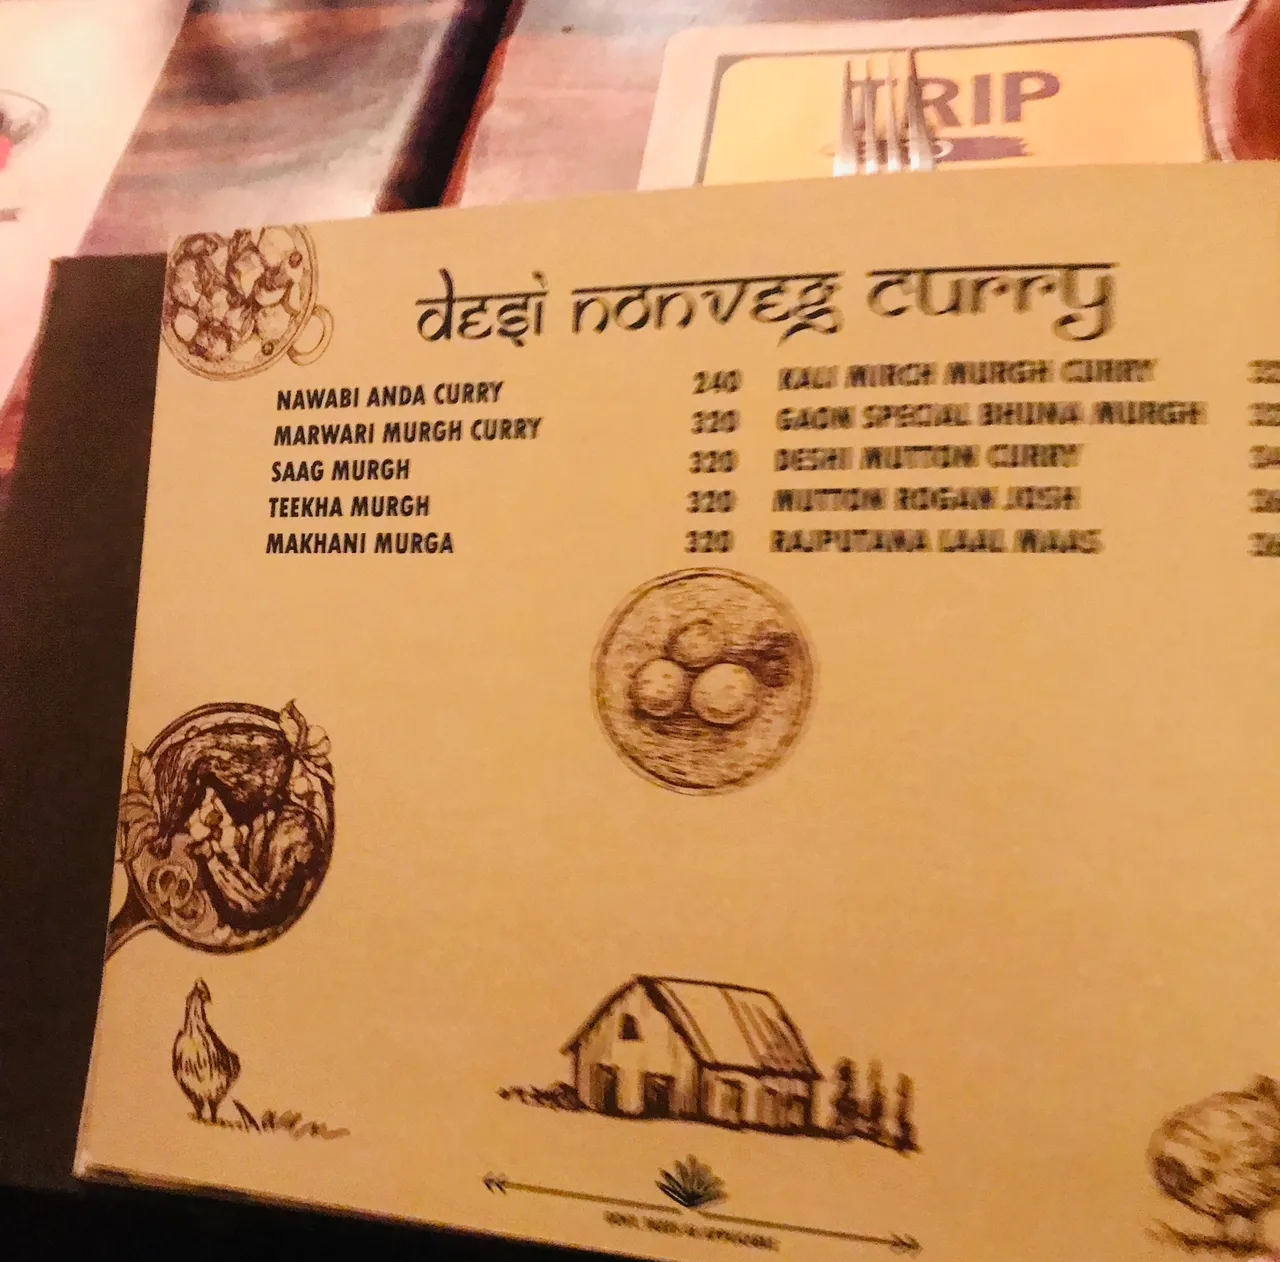 TRIP
desi nonveg curry
NAWABI ANDA CURRY 240
MARWARI MURGH CURRY 320
SAAG MURGH 320
TEEKHA MURGH 320
MAKHANI MURGA 320
KALI MIRCH MURGH CURRY
GAON SPECIAL BHUNA MURGH
DESHI MUTTON CURRY
MUTTON ROGAN JOSH
RAJPUTANA LAAL MAAS